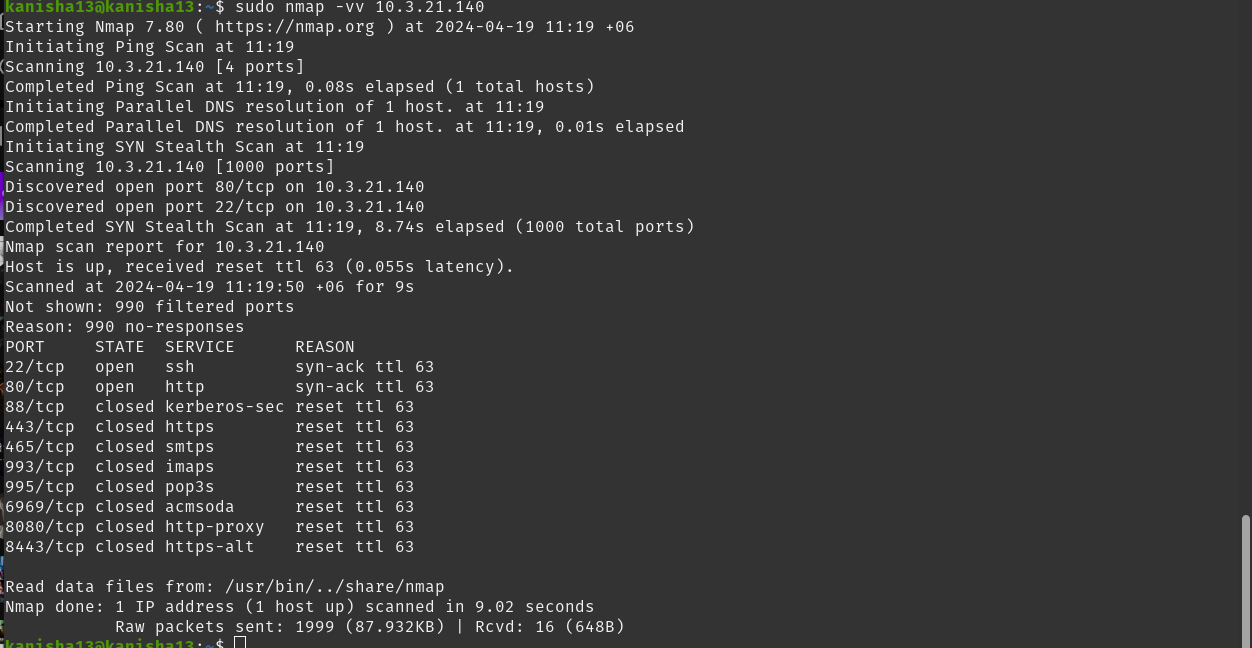 kanisha13@kanisha13:~$ sudo nmap -vv 10.3.21.140
Starting Nmap 7.80 ( https://nmap.org ) at 2024-04-19 11:19 +06
Initiating Ping Scan at 11:19
Scanning 10.3.21.140 [4 ports]
Completed Ping Scan at 11:19, 0.08s elapsed (1 total hosts)
Initiating Parallel DNS resolution of 1 host. at 11:19
Completed Parallel DNS resolution of 1 host. at 11:19, 0.01s elapsed
Initiating SYN Stealth Scan at 11:19
Scanning 10.3.21.140 [1000 ports]
Discovered open port 80/tcp on 10.3.21.140
Discovered open port 22/tcp on 10.3.21.140
Completed SYN Stealth Scan at 11:19, 8.74s elapsed (1000 total ports)
Nmap scan report for 10.3.21.140
Host is up, received reset ttl 63 (0.055s latency).
Scanned at 2024-04-19 11:19:50 +06 for 9s
Not shown: 990 filtered ports
Reason: 990 no-responses
PORT     STATE  SERVICE      REASON
22/tcp   open   ssh          syn-ack ttl 63
80/tcp   open   http         syn-ack ttl 63
88/tcp   closed kerberos-sec reset ttl 63
443/tcp  closed https        reset ttl 63
465/tcp  closed smtps        reset ttl 63
993/tcp  closed imaps        reset ttl 63
995/tcp  closed pop3s        reset ttl 63
6969/tcp closed acmsoda      reset ttl 63
8080/tcp closed http-proxy   reset ttl 63
8443/tcp closed https-alt    reset ttl 63
Read data files from: /usr/bin/../share/nmap
Nmap done: 1 IP address (1 host up) scanned in 9.02 seconds
           Raw packets sent: 1999 (87.932KB) | Rcvd: 16 (648B)
kanisha13@kanisha13:~$